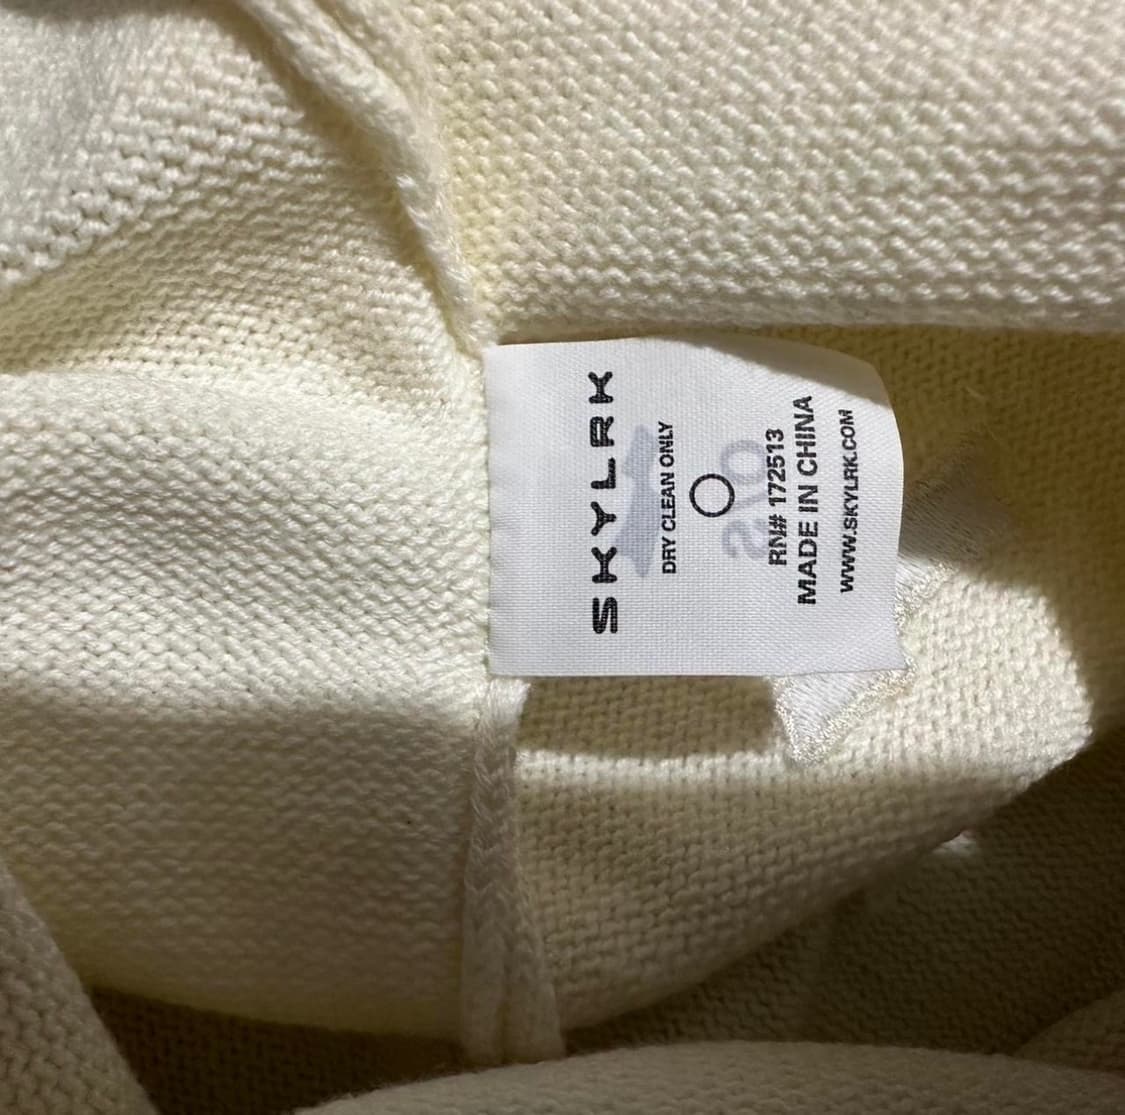 SKYLRK
DRY CLEAN ONLY
RN# 172513
MADE IN CHINA
WWW.SKYLRK.COM